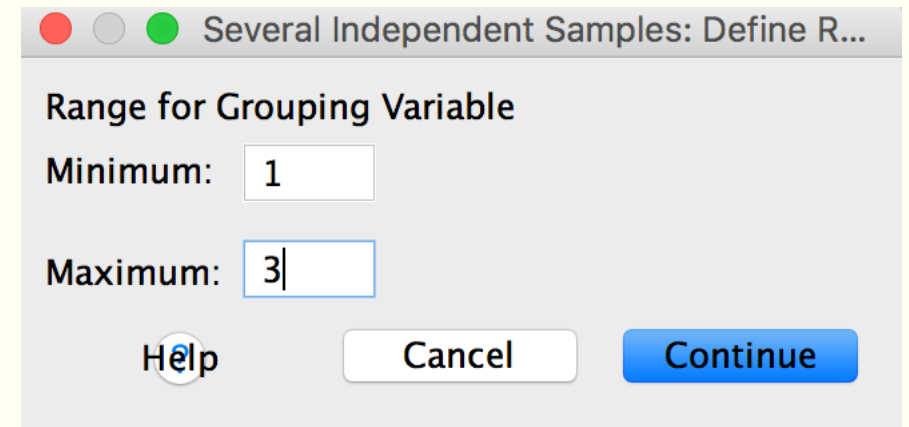 Several Independent Samples: Define R...
Range for Grouping Variable
Minimum: 1
Maximum: 3
Help Cancel Continue